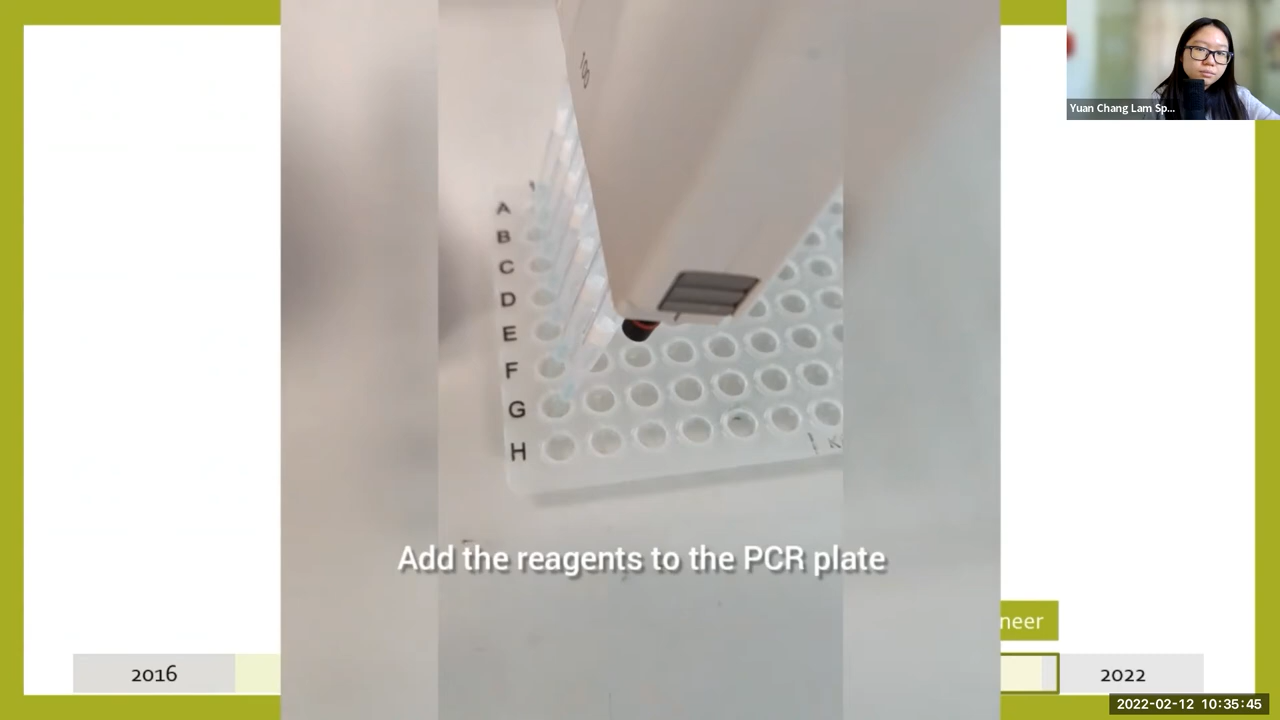 Yuan Chang Lam Sp...
A
B
C
D
E
F
G
H
Add the reagents to the PCR plate
neer
2016
2022
2022-02-12 10:35:45